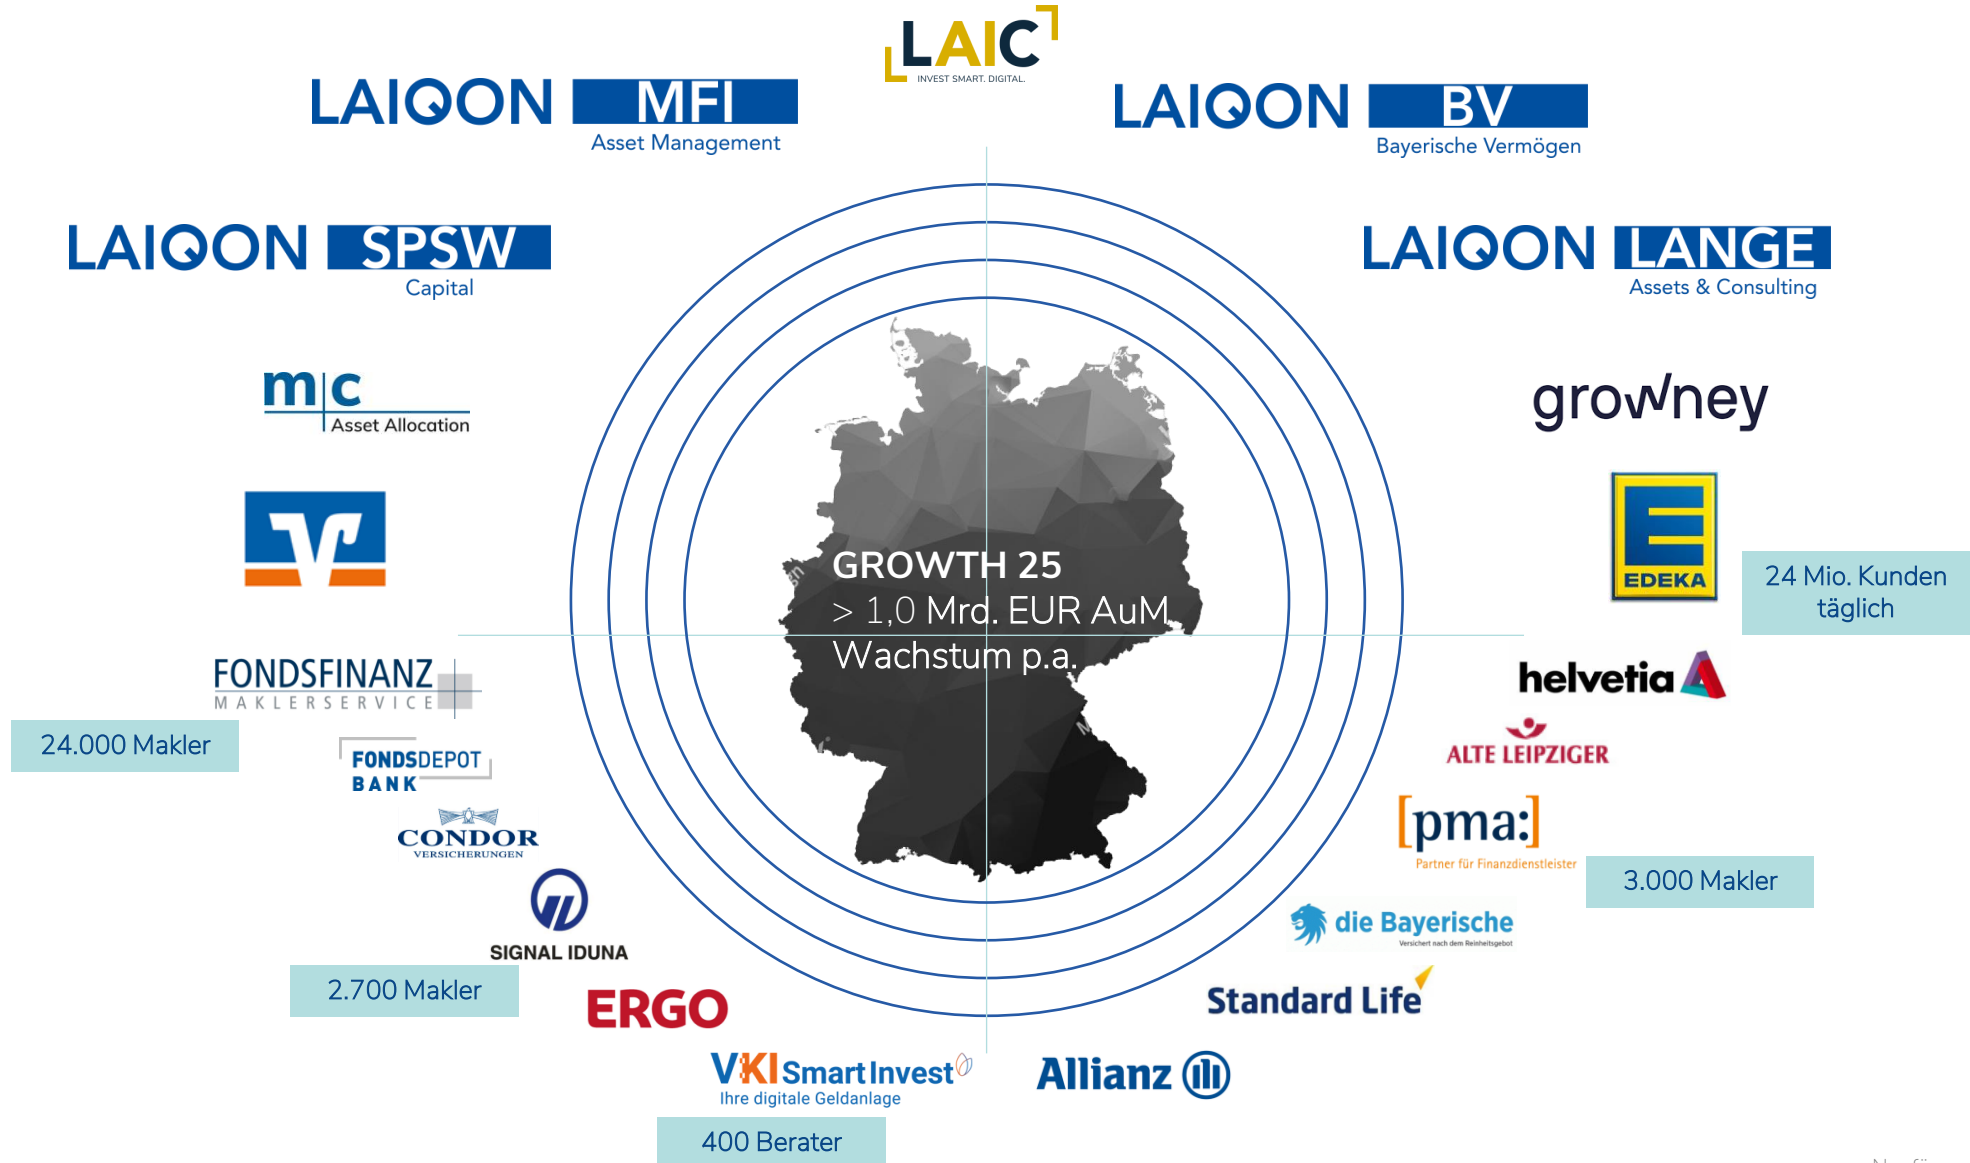 LAIC
INVEST SMART. DIGITAL.
LAIQON MFI
Asset Management
LAIQON BV
Bayerische Vermögen
LAIQON SPSW
Capital
LAIQON LANGE
Assets & Consulting
m|c
Asset Allocation
growney
EDEKA
24 Mio. Kunden
täglich
GROWTH 25
> 1,0 Mrd. EUR AuM
Wachstum p.a.
FONDSFINANZ
MAKLERSERVICE
24.000 Makler
helvetia
ALTE LEIPZIGER
FONDSDEPOT
BANK
CONDOR
VERSICHERUNGEN
[pma:]
Partner für Finanzdienstleister
3.000 Makler
SIGNAL IDUNA
2.700 Makler
die Bayerische
Versichert nach dem Reinheitsgebot
ERGO
Standard Life
VKI SmartInvest
Ihre digitale Geldanlage
400 Berater
Allianz